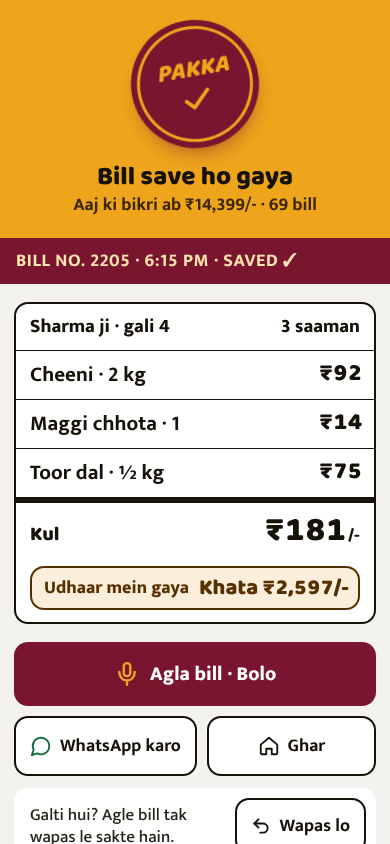 PAKKA
Bill save ho gaya
Aaj ki bikri ab ₹14,399/- · 69 bill
BILL NO. 2205 · 6:15 PM · SAVED ✓
Sharma ji · gali 4 3 saaman
Cheeni · 2 kg ₹92
Maggi chhota · 1 ₹14
Toor dal · ½ kg ₹75
Kul ₹181/-
Udhaar mein gaya Khata ₹2,597/-
Agla bill · Bolo
WhatsApp karo Ghar
Galti hui? Agle bill tak
wapas le sakte hain.
Wapas lo